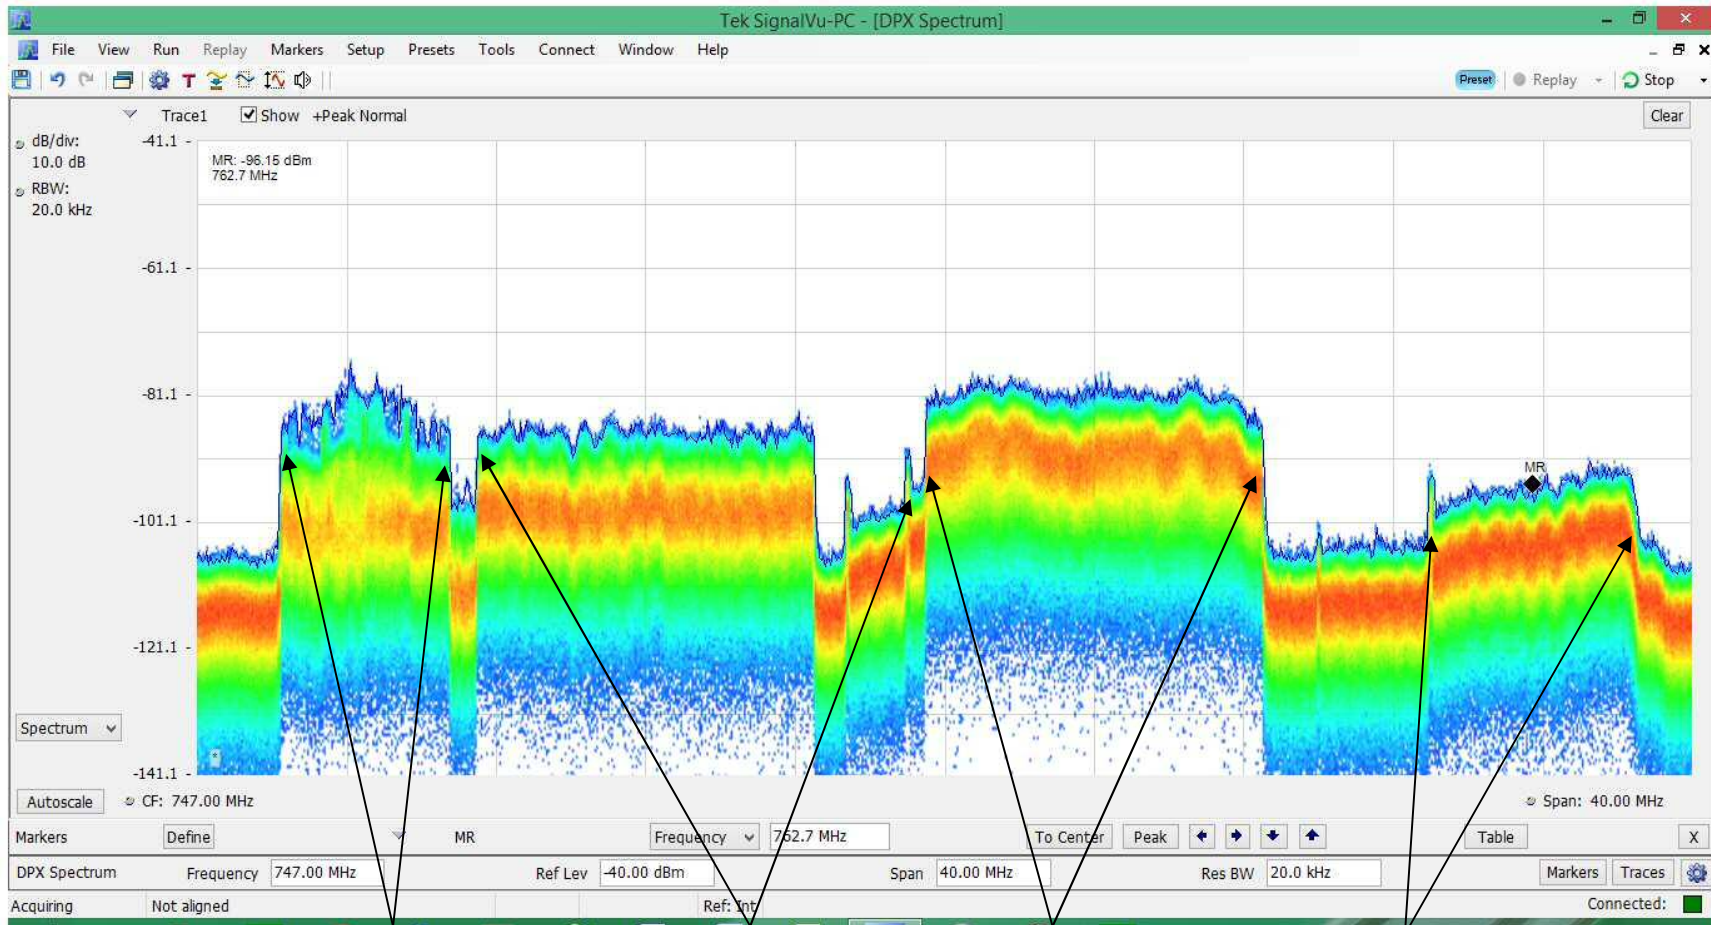 Tek SignalVu-PC - [DPX Spectrum]
File View Run Replay Markers Setup Presets Tools Connect Window Help
T Preset Replay Stop
Trace1 Show +Peak Normal Clear
dB/div:
10.0 dB
RBW:
20.0 kHz
-41.1
MR: -96.15 dBm
762.7 MHz
-61.1
-81.1
MR
-101.1
-121.1
Spectrum
-141.1
Autoscale CF: 747.00 MHz Span: 40.00 MHz
Markers Define MR Frequency 762.7 MHz To Center Peak Table X
DPX Spectrum Frequency 747.00 MHz Ref Lev -40.00 dBm Span 40.00 MHz Res BW 20.0 kHz Markers Traces
Acquiring Not aligned Ref: Int Connected: